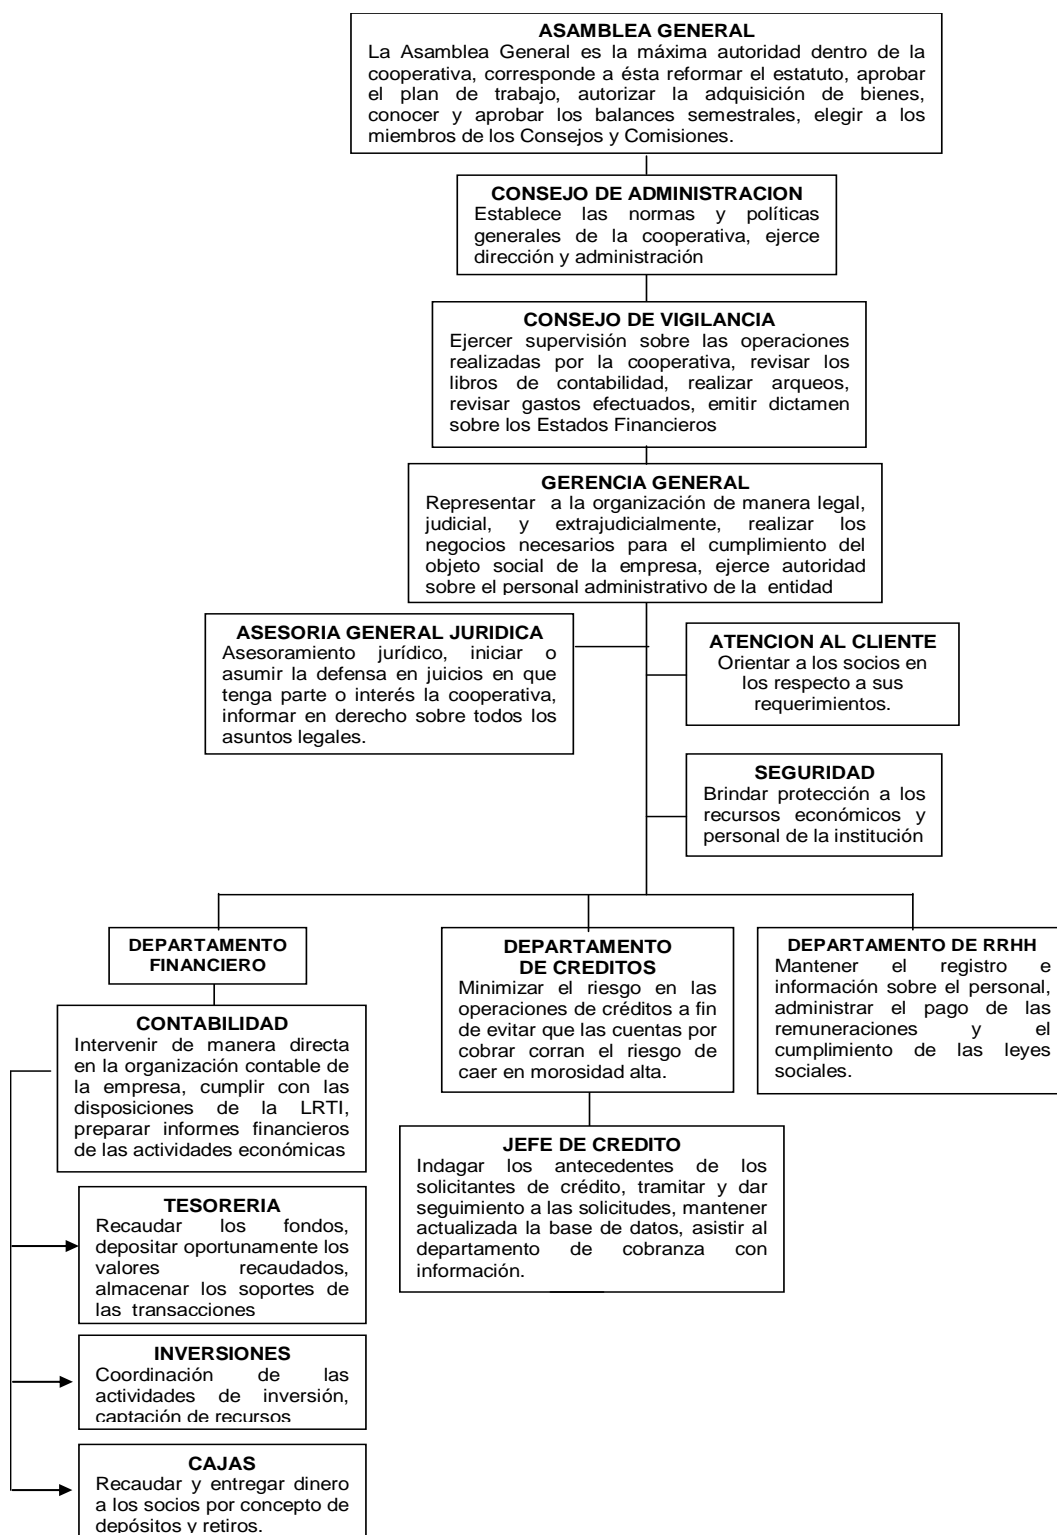 ASAMBLEA GENERAL
La Asamblea General es la máxima autoridad dentro de la
cooperativa, corresponde a ésta reformar el estatuto, aprobar
el plan de trabajo, autorizar la adquisición de bienes,
conocer y aprobar los balances semestrales, elegir a los
miembros de los Consejos y Comisiones.
CONSEJO DE ADMINISTRACION
Establece las normas y políticas
generales de la cooperativa, ejerce
dirección y administración
CONSEJO DE VIGILANCIA
Ejercer supervisión sobre las operaciones
realizadas por la cooperativa, revisar los
libros de contabilidad, realizar arqueos,
revisar gastos efectuados, emitir dictamen
sobre los Estados Financieros
GERENCIA GENERAL
Representar a la organización de manera legal,
judicial, y extrajudicialmente, realizar los
negocios necesarios para el cumplimiento del
objeto social de la empresa, ejerce autoridad
sobre el personal administrativo de la entidad
ASESORIA GENERAL JURIDICA
Asesoramiento jurídico, iniciar o
asumir la defensa en juicios en que
tenga parte o interés la cooperativa,
informar en derecho sobre todos los
asuntos legales.
ATENCION AL CLIENTE
Orientar a los socios en
los respecto a sus
requerimientos.
SEGURIDAD
Brindar protección a los
recursos económicos y
personal de la institución
DEPARTAMENTO
FINANCIERO
CONTABILIDAD
Intervenir de manera directa
en la organización contable de
la empresa, cumplir con las
disposiciones de la LRTI,
preparar informes financieros
de las actividades económicas
TESORERIA
Recaudar los fondos,
depositar oportunamente los
valores recaudados,
almacenar los soportes de
las transacciones
INVERSIONES
Coordinación de las
actividades de inversión,
captación de recursos
CAJAS
Recaudar y entregar dinero
a los socios por concepto de
depósitos y retiros.
DEPARTAMENTO
DE CREDITOS
Minimizar el riesgo en las
operaciones de créditos a fin
de evitar que las cuentas por
cobrar corran el riesgo de
caer en morosidad alta.
JEFE DE CREDITO
Indagar los antecedentes de los
solicitantes de crédito, tramitar y dar
seguimiento a las solicitudes, mantener
actualizada la base de datos, asistir al
departamento de cobranza con
información.
DEPARTAMENTO DE RRHH
Mantener el registro e
información sobre el personal,
administrar el pago de las
remuneraciones y el
cumplimiento de las leyes
sociales.